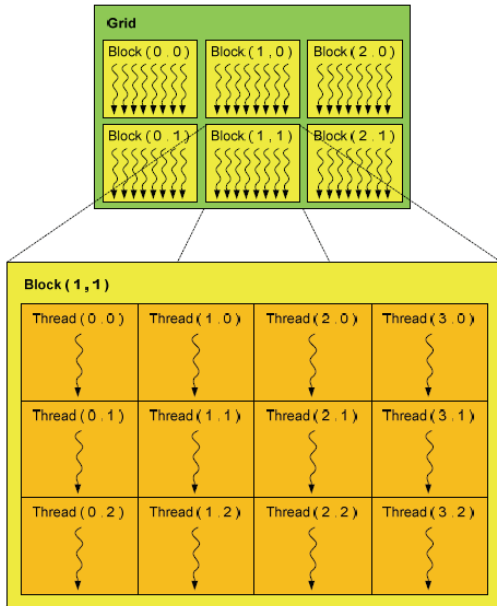 Grid
Block(0.0) Block(1,0) Block(2.0)
Block(0.1) Block(1,1) Block(2.1)
Block(1,1)
Thread(0.0) Thread(1.0) Thread(2.0) Thread(3.0)
Thread(0.1) Thread(1.1) Thread(2.1) Thread(3.1)
Thread(0.2) Thread(1.2) Thread(2.2) Thread(3.2)